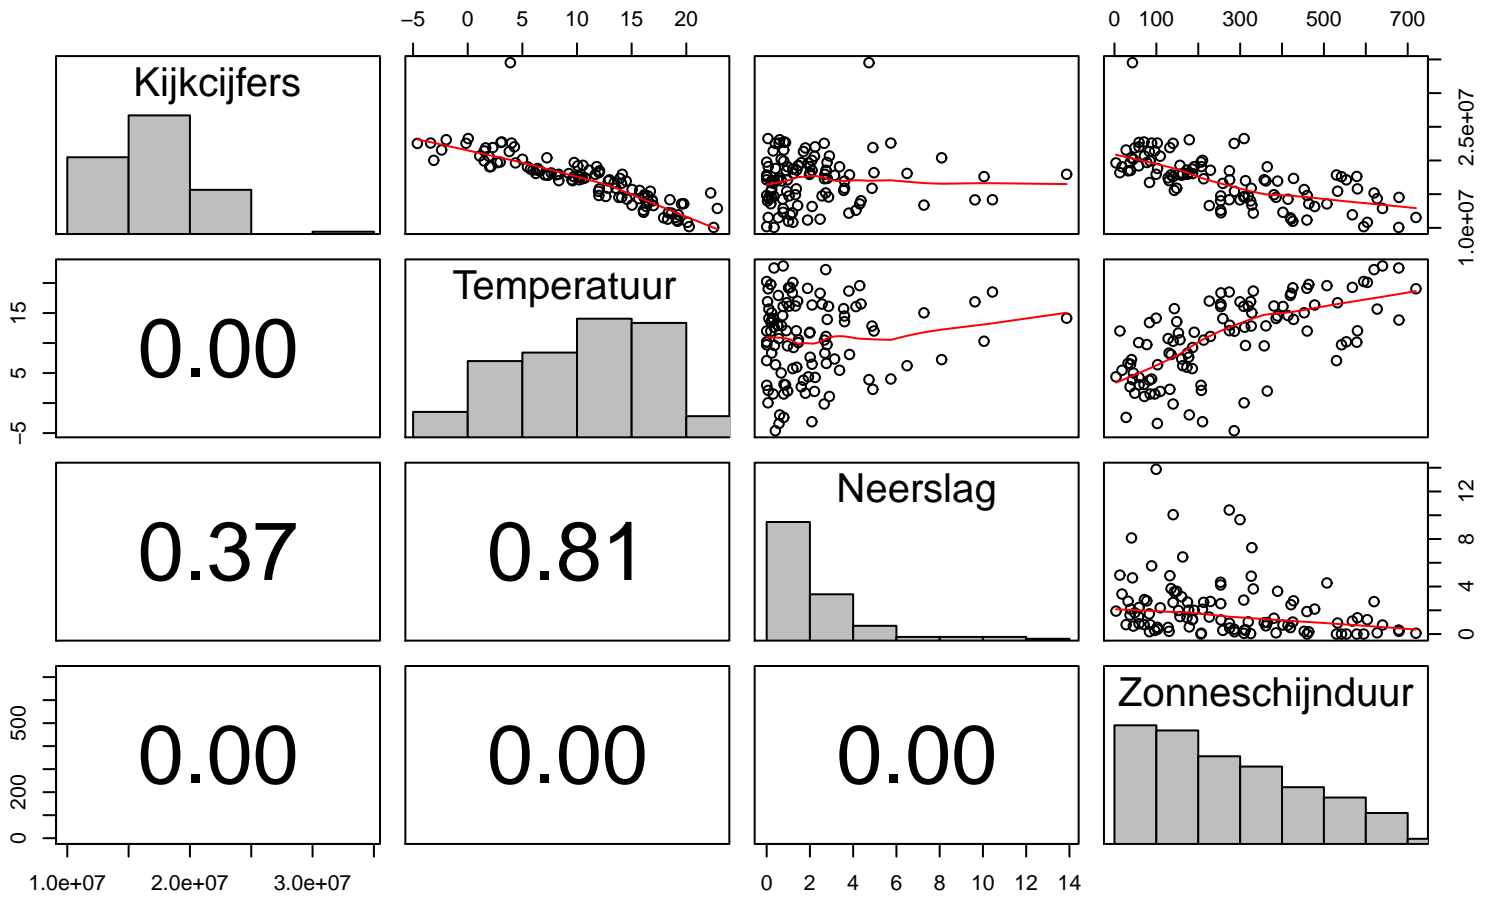 -5 0 5 10 15 20
0 100 300 500 700
Kijkcijfers
1.0e+07 2.5e+07
Temperatuur
-5 5 15
0.00
Neerslag
0.37
0.81
0 4 8 12
Zonneschijnduur
0 200 500
0.00
0.00
0.00
1.0e+07 2.0e+07 3.0e+07
0 2 4 6 8 10 12 14